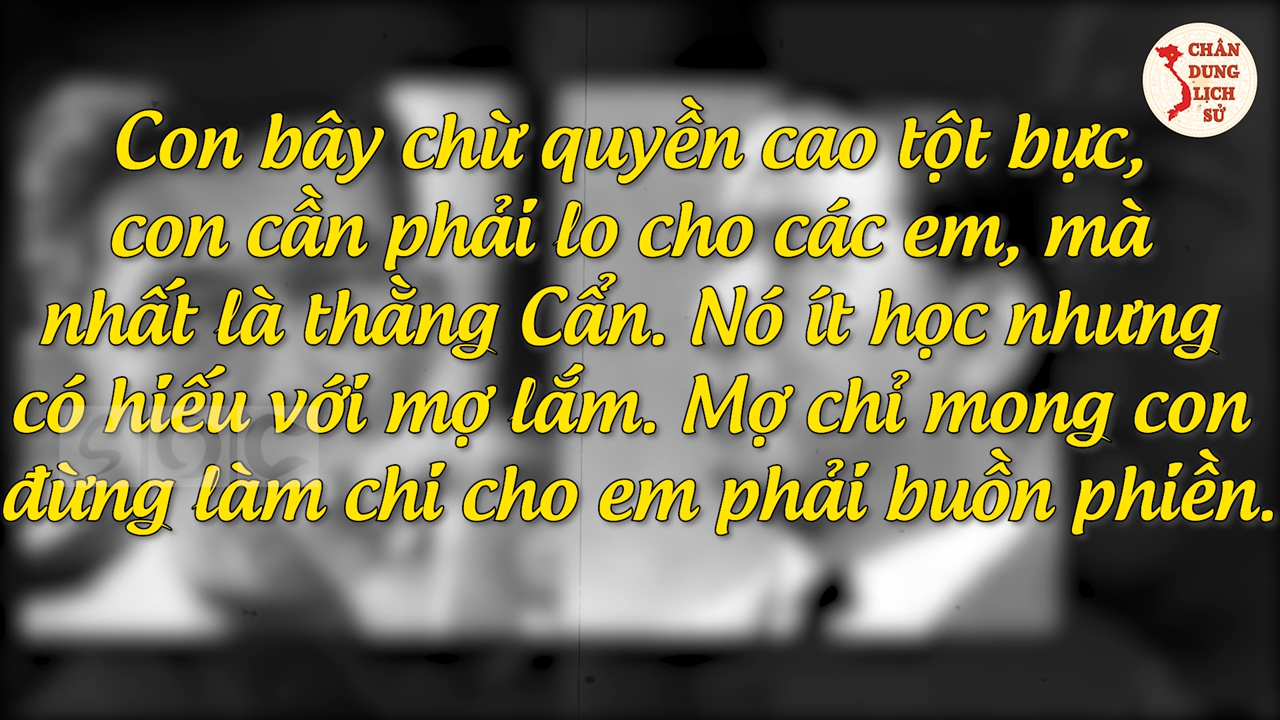 CHÂN
DUNG
LỊCH
SỬ
Con bây chừ quyền cao tột bực,
con cần phải lo cho các em, mà
nhất là thằng Cẩn. Nó ít học nhưng
có hiếu với mợ lắm. Mợ chỉ mong con
đừng làm chi cho em phải buồn phiền.